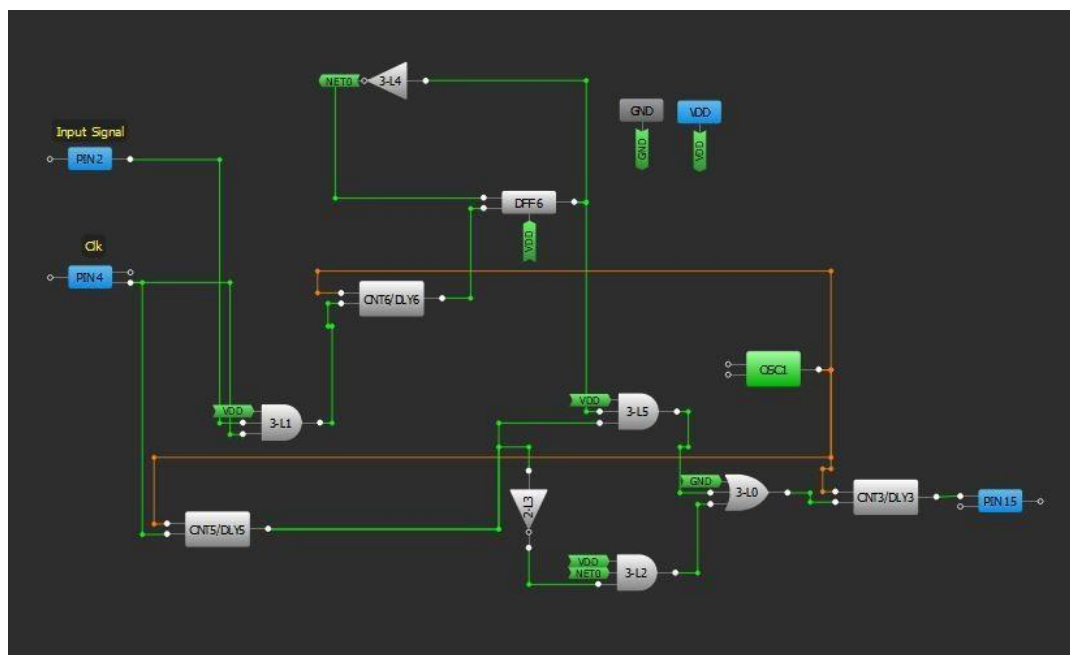 NET0
3-L4
GND
VDD
GND
VDD
Input Signal
PIN 2
DFF 6
VDD
Clk
PIN 4
CNT6/DLY6
OSC1
VDD
3-L1
VDD
3-L5
GND
3-L0
CNT3/DLY3
PIN 15
2-L3
CNT5/DLY5
VDD
NET0
3-L2